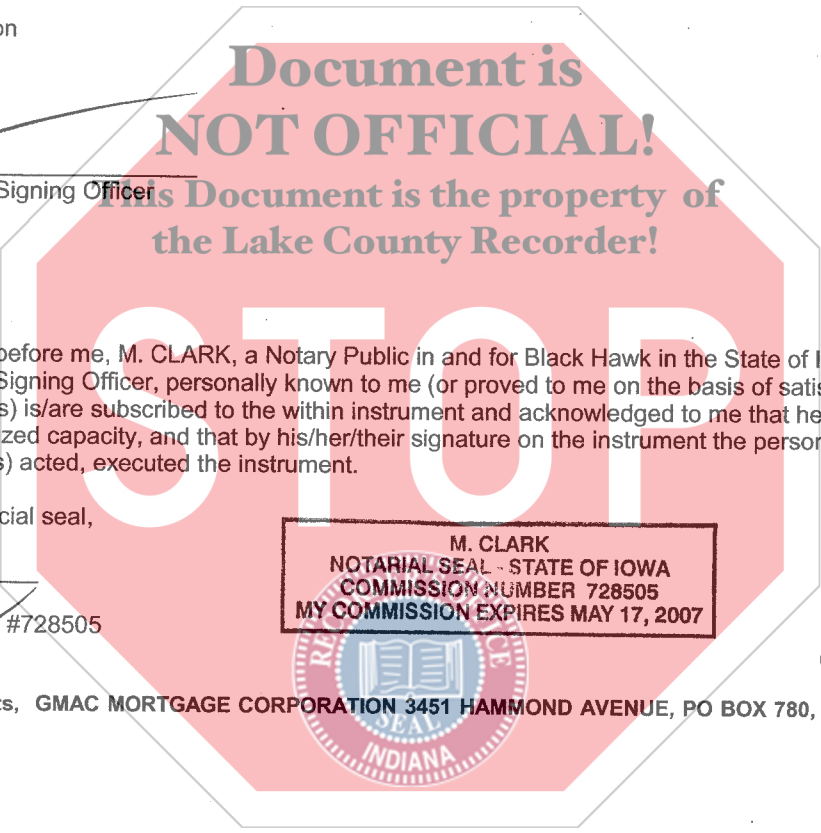 on
Document is
NOT OFFICIAL!
Signing Officer
This Document is the property of
the Lake County Recorder!
STOP
before me, M. CLARK, a Notary Public in and for Black Hawk in the State of I
Signing Officer, personally known to me (or proved to me on the basis of satis
s) is/are subscribed to the within instrument and acknowledged to me that he
zed capacity, and that by his/her/their signature on the instrument the person
s) acted, executed the instrument.
cial seal,
M. CLARK
NOTARIAL SEAL - STATE OF IOWA
COMMISSION NUMBER 728505
MY COMMISSION EXPIRES MAY 17, 2007
#728505
SEAL
INDIANA
ts, GMAC MORTGAGE CORPORATION 3451 HAMMOND AVENUE, PO BOX 780,